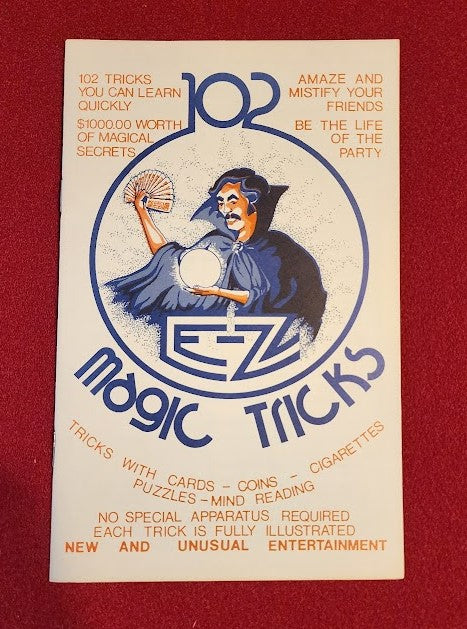 102 TRICKS
YOU CAN LEARN
QUICKLY
$1000.00 WORTH
OF MAGICAL
SECRETS
102
AMAZE AND
MISTIFY YOUR
FRIENDS
BE THE LIFE
OF THE
PARTY
E-Z
MAGIC TRICKS
TRICKS WITH CARDS - COINS - CIGARETTES
PUZZLES - MIND READING
NO SPECIAL APPARATUS REQUIRED
EACH TRICK IS FULLY ILLUSTRATED
NEW AND UNUSUAL ENTERTAINMENT